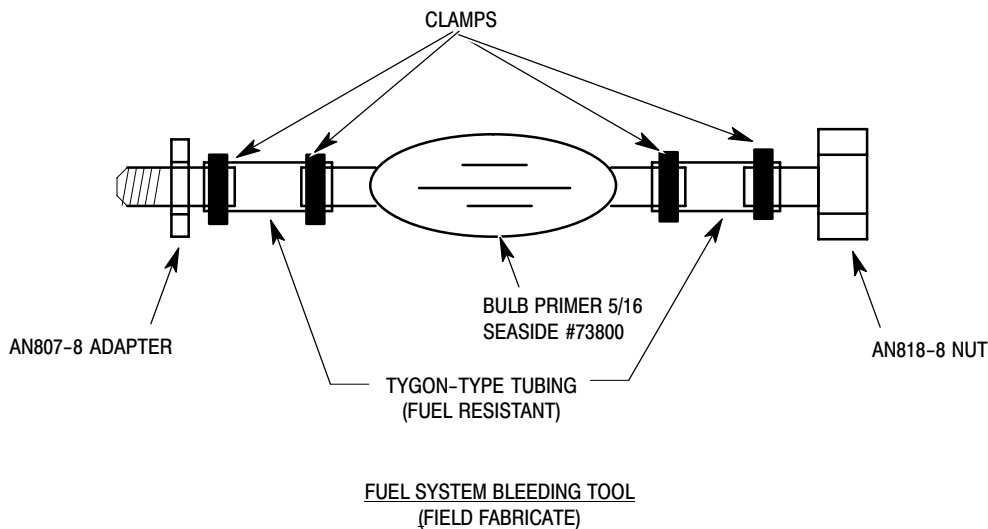 CLAMPS
BULB PRIMER 5/16
SEASIDE #73800
AN807-8 ADAPTER
AN818-8 NUT
TYGON-TYPE TUBING
(FUEL RESISTANT)
FUEL SYSTEM BLEEDING TOOL
(FIELD FABRICATE)